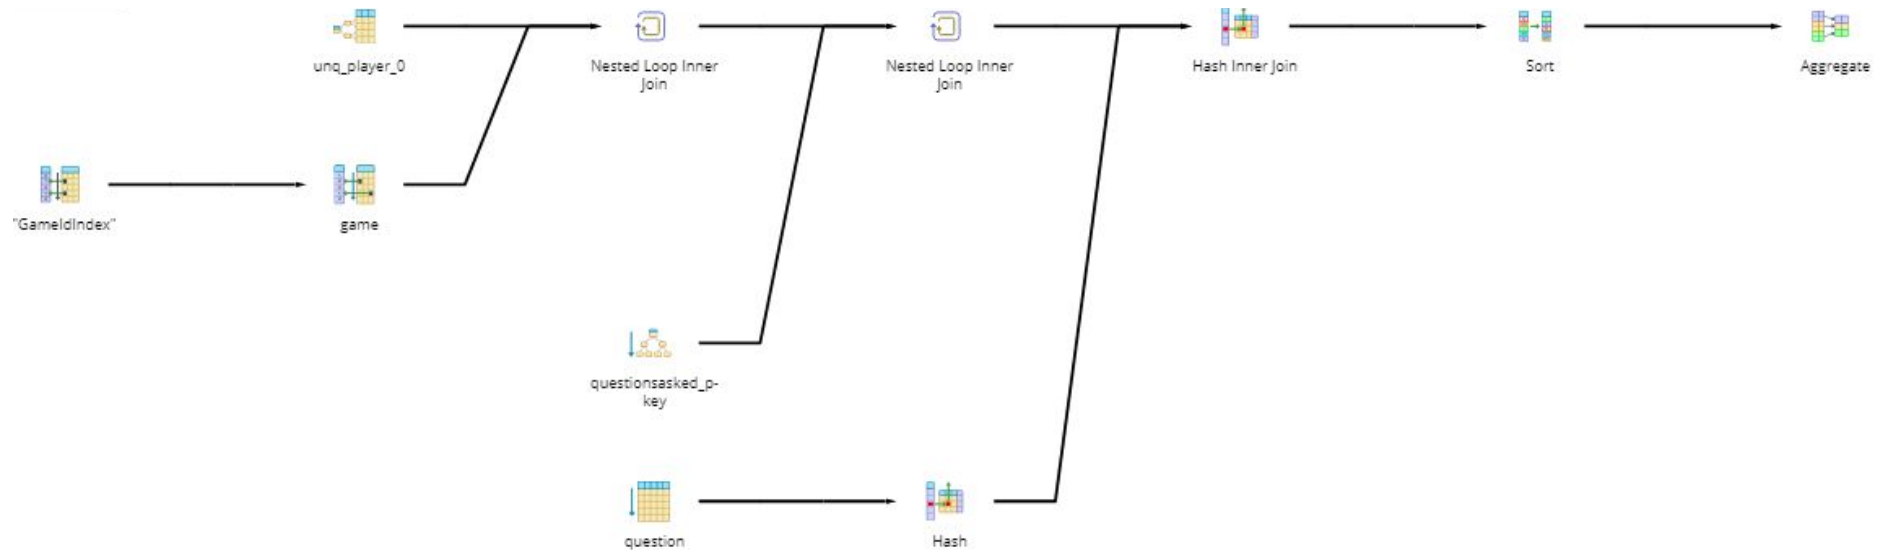 unq_player_0
Nested Loop Inner
Join
Nested Loop Inner
Join
Hash Inner Join
Sort
Aggregate
"GameIdIndex"
game
questionsasked_p-
key
question
Hash